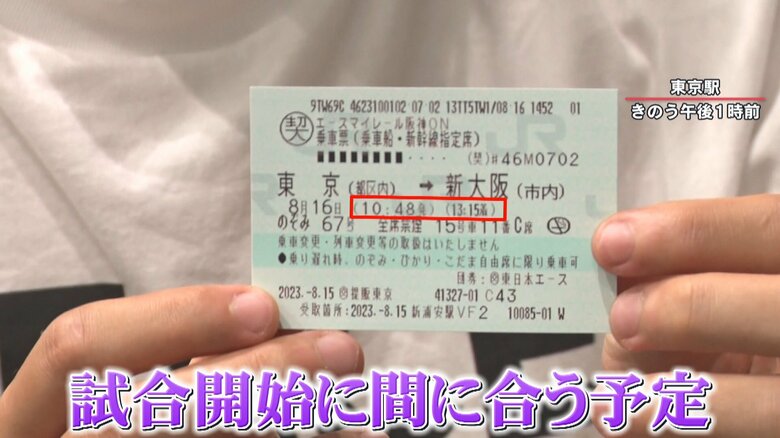 東京駅
きのう午後1時前
9TW69C 4623100102 07 02 13TT5TW1/08 16 1452 01
契 エースマイレール阪神ON
乗車票(乗車船・新幹線指定席)
■■■■■■■■・・・・ (契)#46M0702
東京(都区内) → 新大阪(市内)
8月16日 (10:48発) (13:15着)
のぞみ 67号 全席禁煙 15号車11番C席
乗車変更・列車変更等の取扱はいたしません
●乗り遅れ時、のぞみ・ひかり・こだま自由席に限り乗車可
団券:東日本エース
2023.-8.15 提販東京 41327-01 C43
受取箇所:2023.-8.15 新浦安駅VF2 10085-01 W
試合開始に間に合う予定